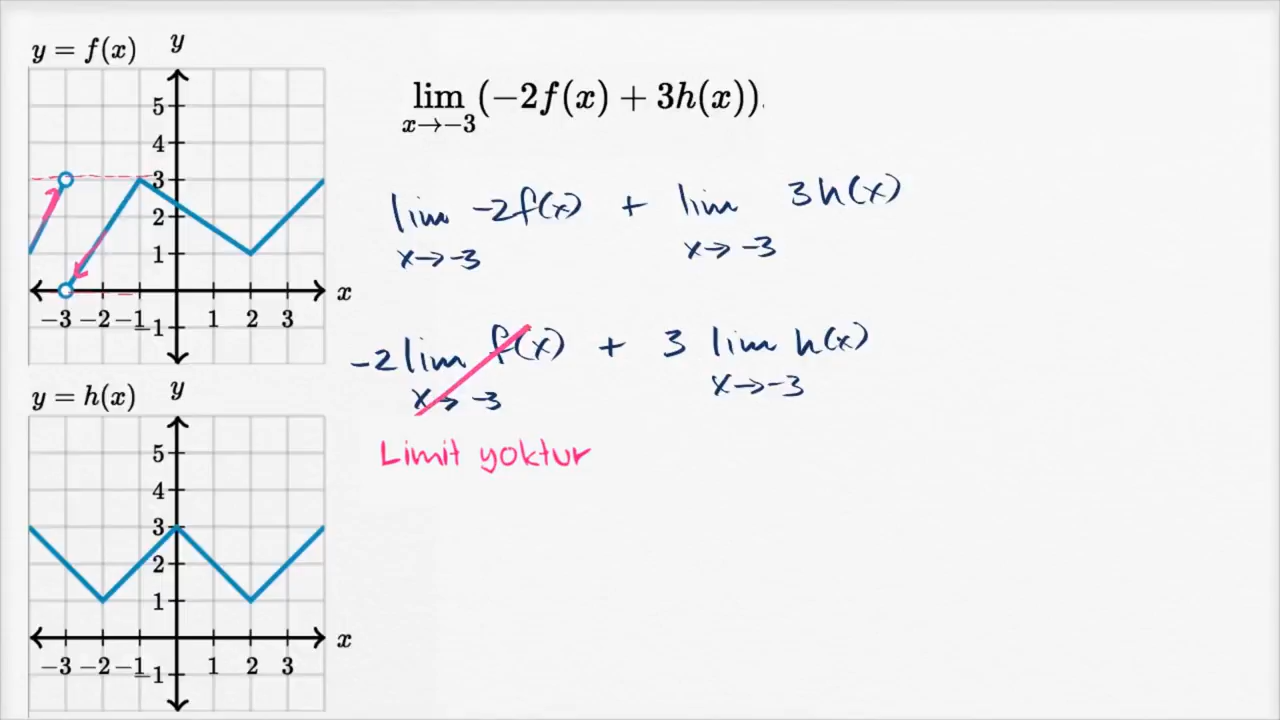 y = f(x)
y
5
4
3
2
1
-3 -2 -1 1 2 3
x
-1
lim (-2f(x) + 3h(x)).
x→-3
lim -2f(x) + lim 3h(x)
x→-3 x→-3
-2 lim f(x) + 3 lim h(x)
x→-3 x→-3
Limit yoktur
y = h(x)
y
5
4
3
2
1
x
-3 -2 -1 1 2 3
-1